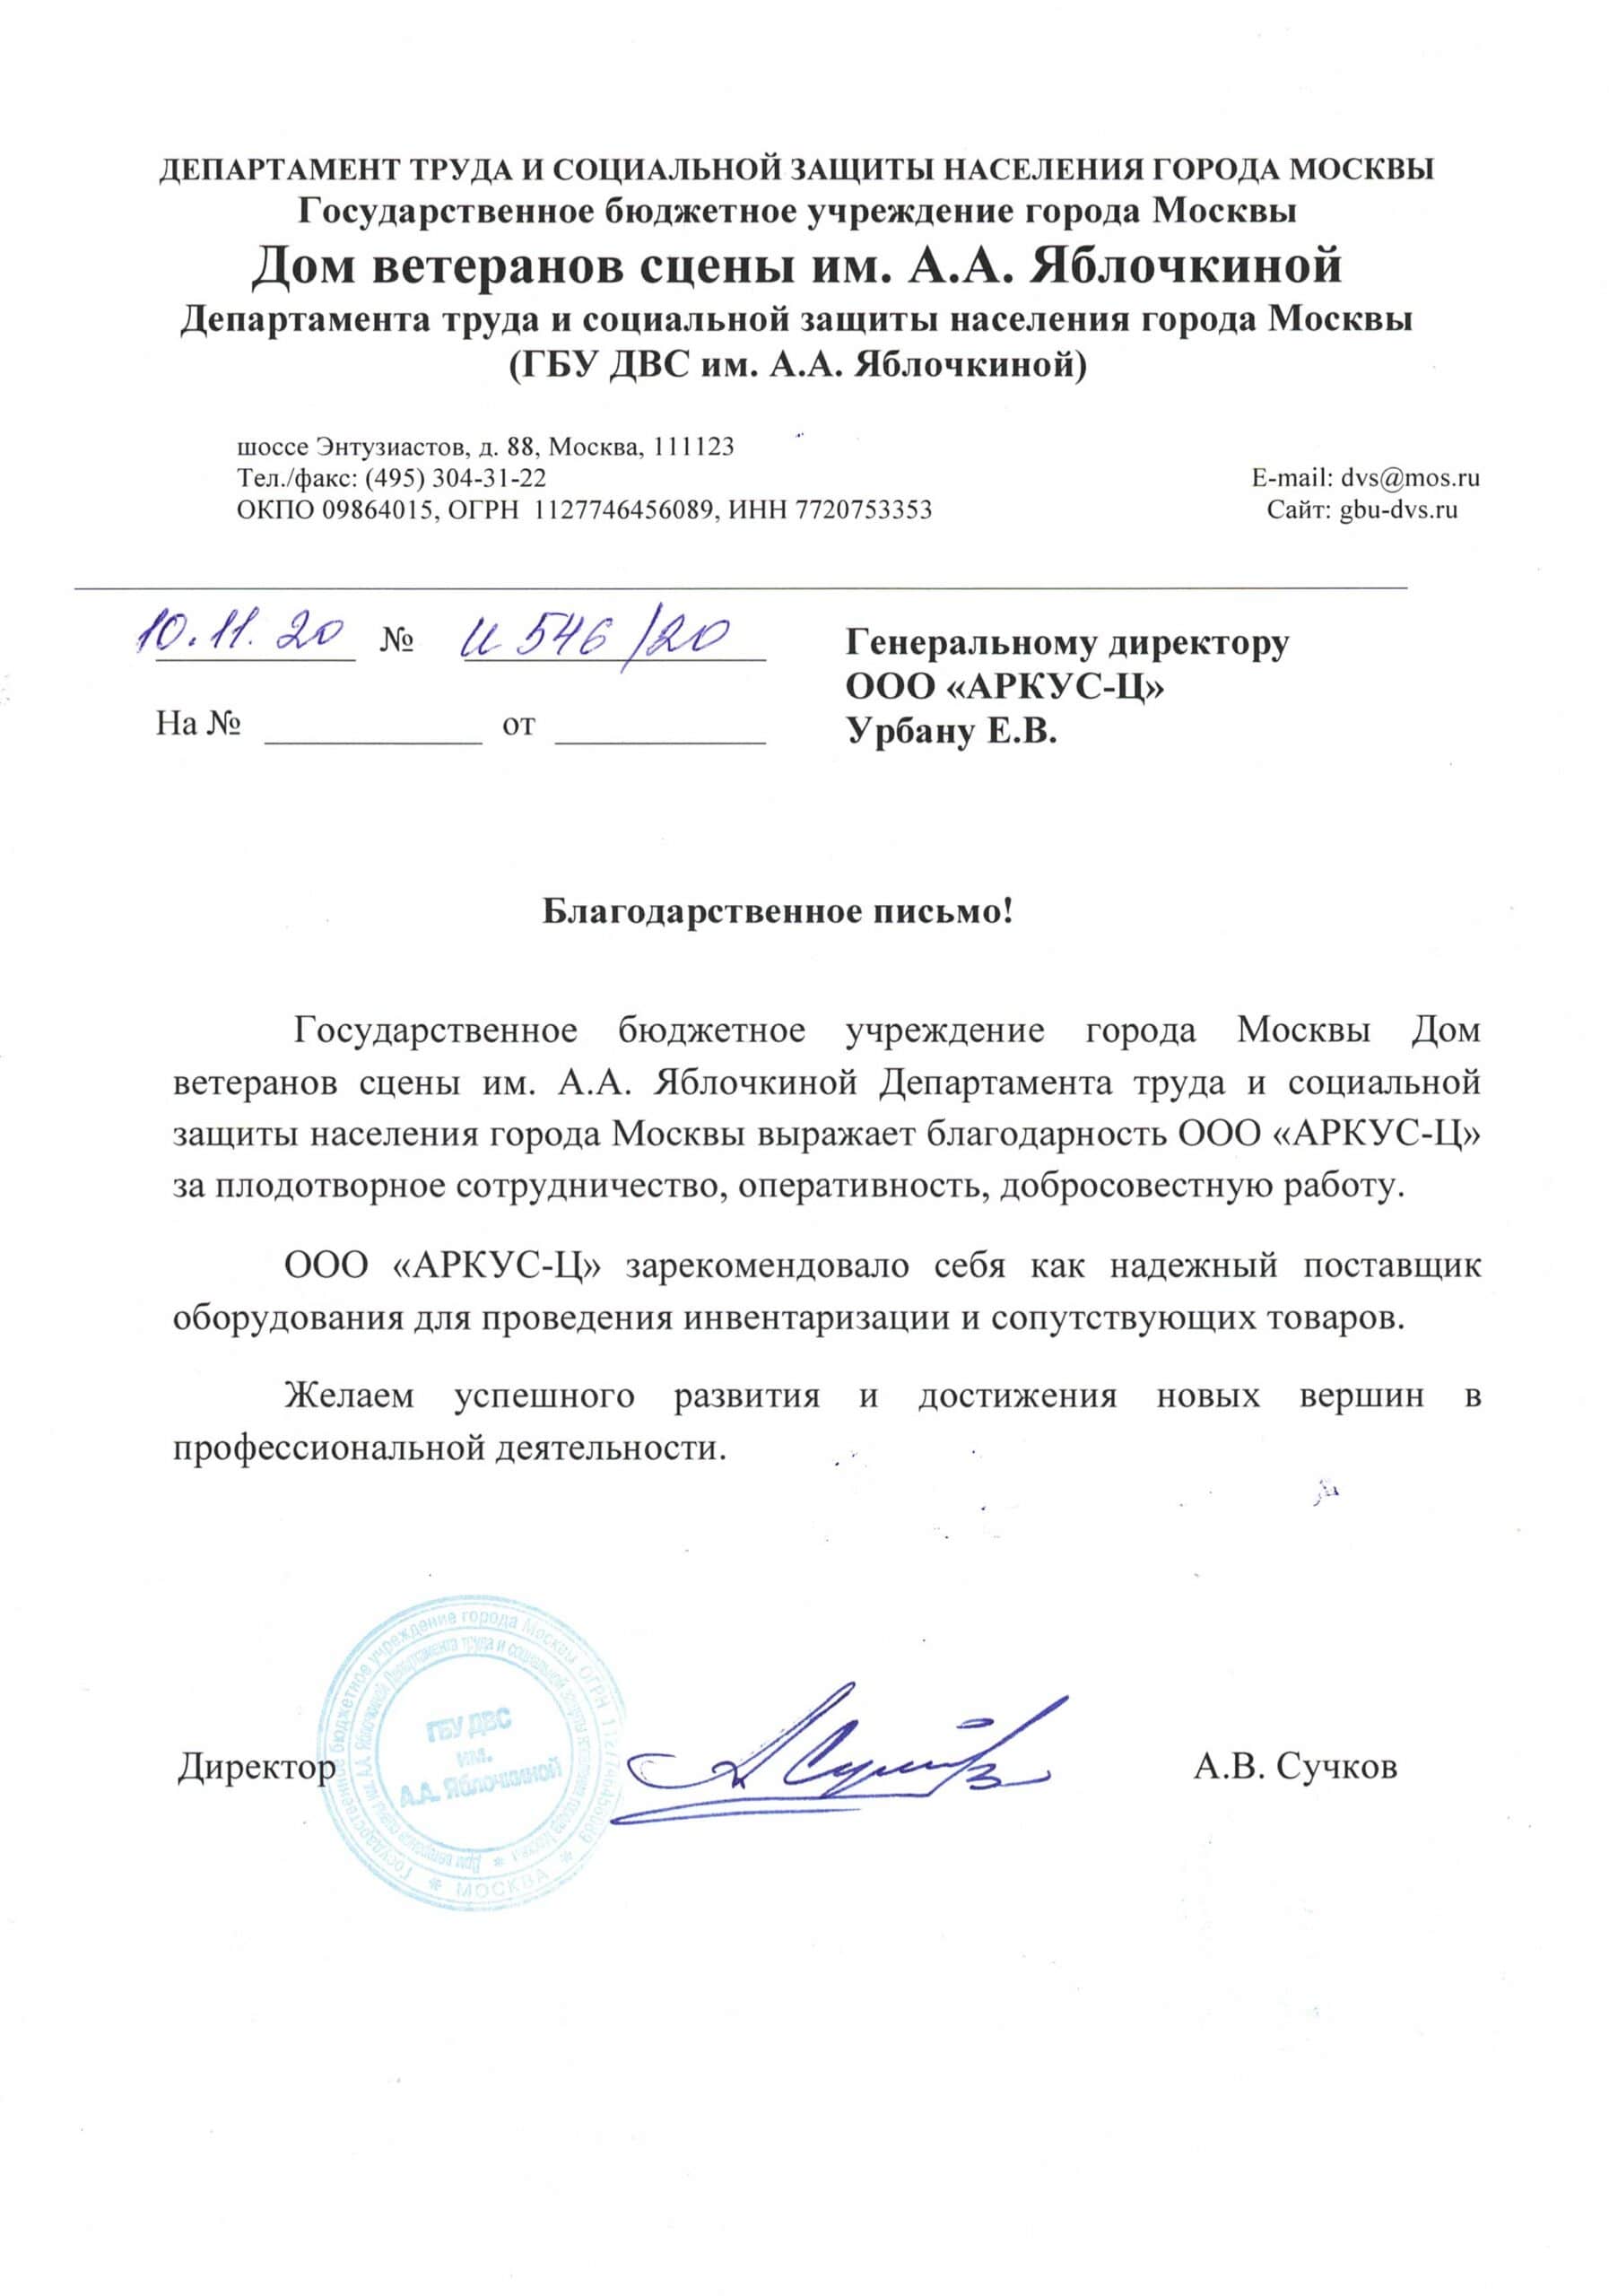 ДЕПАРТАМЕНТ ТРУДА И СОЦИАЛЬНОЙ ЗАЩИТЫ НАСЕЛЕНИЯ ГОРОДА МОСКВЫ
Государственное бюджетное учреждение города Москвы
Дом ветеранов сцены им. А.А. Яблочкиной
Департамента труда и социальной защиты населения города Москвы
(ГБУ ДВС им. А.А. Яблочкиной)
шоссе Энтузиастов, д. 88, Москва, 111123
Тел./факс: (495) 304-31-22 E-mail: dvs@mos.ru
ОКПО 09864015, ОГРН 1127746456089, ИНН 7720753353 Сайт: gbu-dvs.ru
10.11.20 № И 546/20
На № от
Генеральному директору
ООО «АРКУС-Ц»
Урбану Е.В.
Благодарственное письмо!
Государственное бюджетное учреждение города Москвы Дом
ветеранов сцены им. А.А. Яблочкиной Департамента труда и социальной
защиты населения города Москвы выражает благодарность ООО «АРКУС-Ц»
за плодотворное сотрудничество, оперативность, добросовестную работу.
ООО «АРКУС-Ц» зарекомендовало себя как надежный поставщик
оборудования для проведения инвентаризации и сопутствующих товаров.
Желаем успешного развития и достижения новых вершин в
профессиональной деятельности.
Директор А.В. Сучков
Государственное бюджетное учреждение города Москвы ОГРН 1127746456089
* МОСКВА *
Дом ветеранов сцены им. А.А. Яблочкиной Департамента труда и социальной защиты населения города Москвы *
ГБУ ДВС
им.
А.А. Яблочкиной